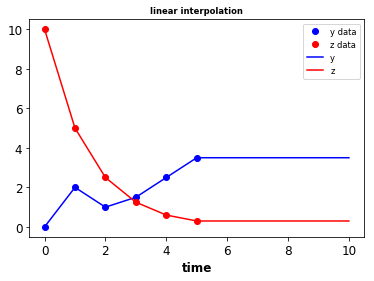 linear interpolation
10
8
6
4
2
0
y data
z data
y
z
0 2 4 6 8 10
time